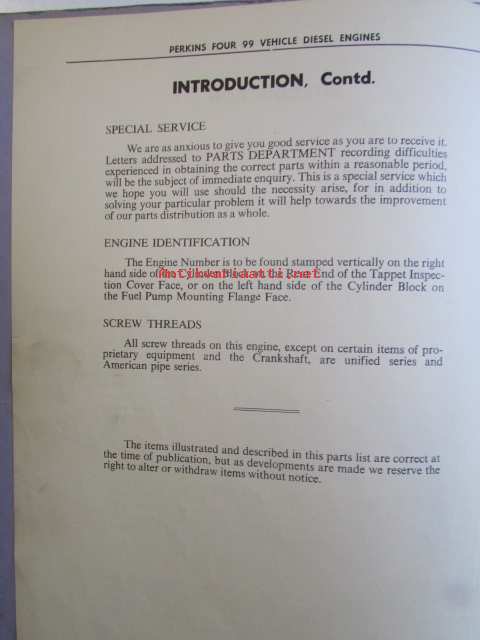 PERKINS FOUR 99 VEHICLE DIESEL ENGINES
INTRODUCTION, Contd.
SPECIAL SERVICE
We are as anxious to give you good service as you are to receive it.
Letters addressed to PARTS DEPARTMENT recording difficulties
experienced in obtaining the correct parts within a reasonable period,
will be the subject of immediate enquiry. This is a special service which
we hope you will use should the necessity arise, for in addition to
solving your particular problem it will help towards the improvement
of our parts distribution as a whole.
ENGINE IDENTIFICATION
The Engine Number is to be found stamped vertically on the right
hand side of the Cylinder Block at the Rear End of the Tappet Inspec-
tion Cover Face, or on the left hand side of the Cylinder Block on
the Fuel Pump Mounting Flange Face.
SCREW THREADS
All screw threads on this engine, except on certain items of pro-
prietary equipment and the Crankshaft, are unified series and
American pipe series.
The items illustrated and described in this parts list are correct at
the time of publication, but as developments are made we reserve the
right to alter or withdraw items without notice.